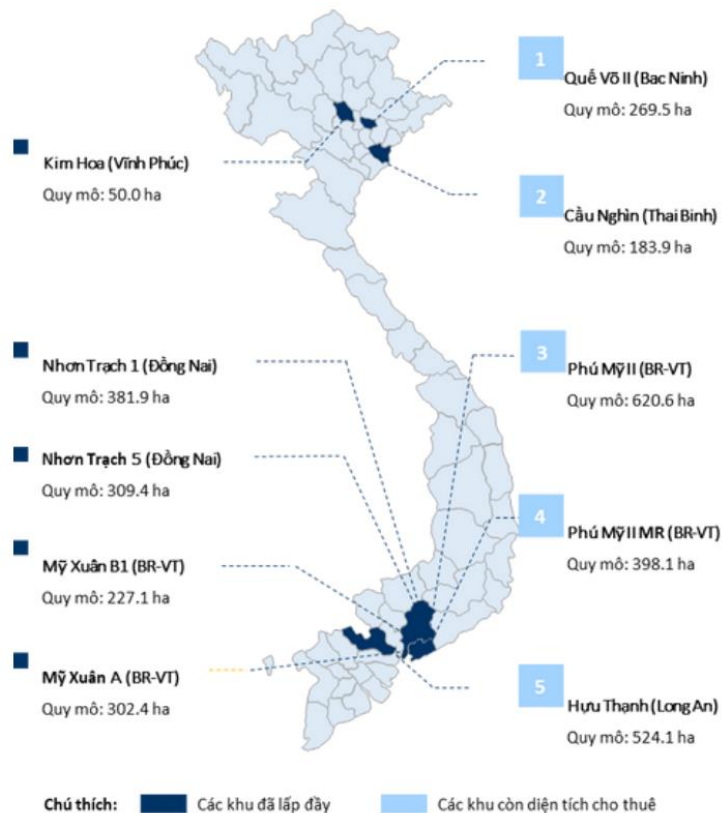 Kim Hoa (Vĩnh Phúc)
Quy mô: 50.0 ha
Nhơn Trạch 1 (Đồng Nai)
Quy mô: 381.9 ha
Nhơn Trạch 5 (Đồng Nai)
Quy mô: 309.4 ha
Mỹ Xuân B1 (BR-VT)
Quy mô: 227.1 ha
Mỹ Xuân A (BR-VT)
Quy mô: 302.4 ha
1
Quế Võ II (Bac Ninh)
Quy mô: 269.5 ha
2
Cầu Nghìn (Thai Binh)
Quy mô: 183.9 ha
3
Phú Mỹ II (BR-VT)
Quy mô: 620.6 ha
4
Phú Mỹ II MR (BR-VT)
Quy mô: 398.1 ha
5
Hựu Thạnh (Long An)
Quy mô: 524.1 ha
Chú thích:
Các khu đã lấp đầy
Các khu còn diện tích cho thuê